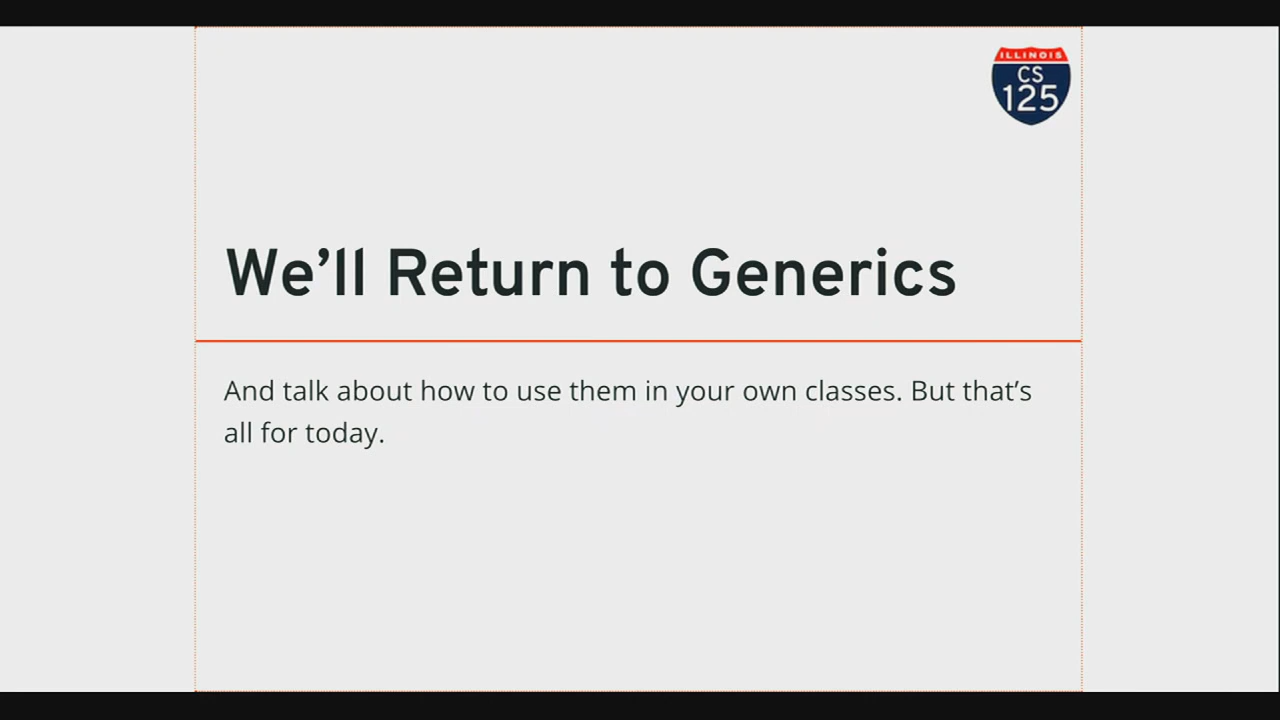 ILLINOIS
CS
125
We’ll Return to Generics
And talk about how to use them in your own classes. But that’s
all for today.